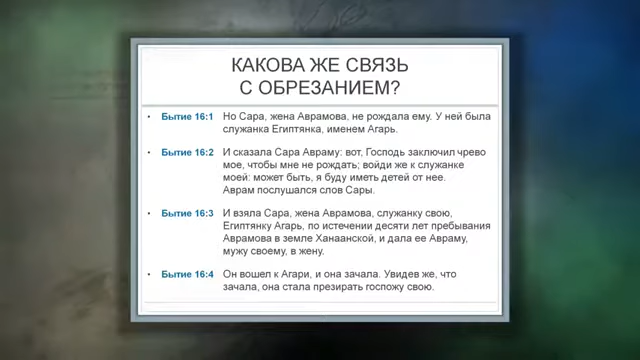 КАКОВА ЖЕ СВЯЗЬ
С ОБРЕЗАНИЕМ?
• Бытие 16:1 Но Сара, жена Аврамова, не рождала ему. У ней была
служанка Египтянка, именем Агарь.
• Бытие 16:2 И сказала Сара Авраму: вот, Господь заключил чрево
мое, чтобы мне не рождать; войди же к служанке
моей: может быть, я буду иметь детей от нее.
Аврам послушался слов Сары.
• Бытие 16:3 И взяла Сара, жена Аврамова, служанку свою,
Египтянку Агарь, по истечении десяти лет пребывания
Аврамова в земле Ханаанской, и дала ее Авраму,
мужу своему, в жену.
• Бытие 16:4 Он вошел к Агари, и она зачала. Увидев же, что
зачала, она стала презирать госпожу свою.